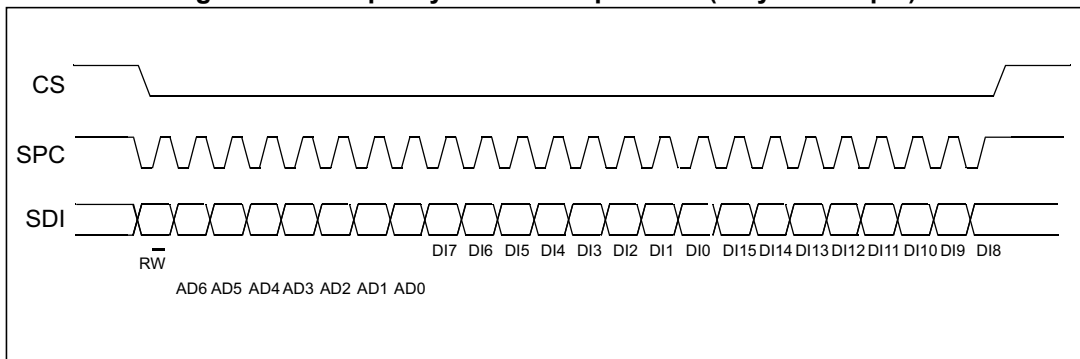 CS
SPC
SDI
RW
DI7 DI6 DI5 DI4 DI3 DI2 DI1 DI0 DI15 DI14 DI13 DI12 DI11 DI10 DI9 DI8
AD6 AD5 AD4 AD3 AD2 AD1 AD0